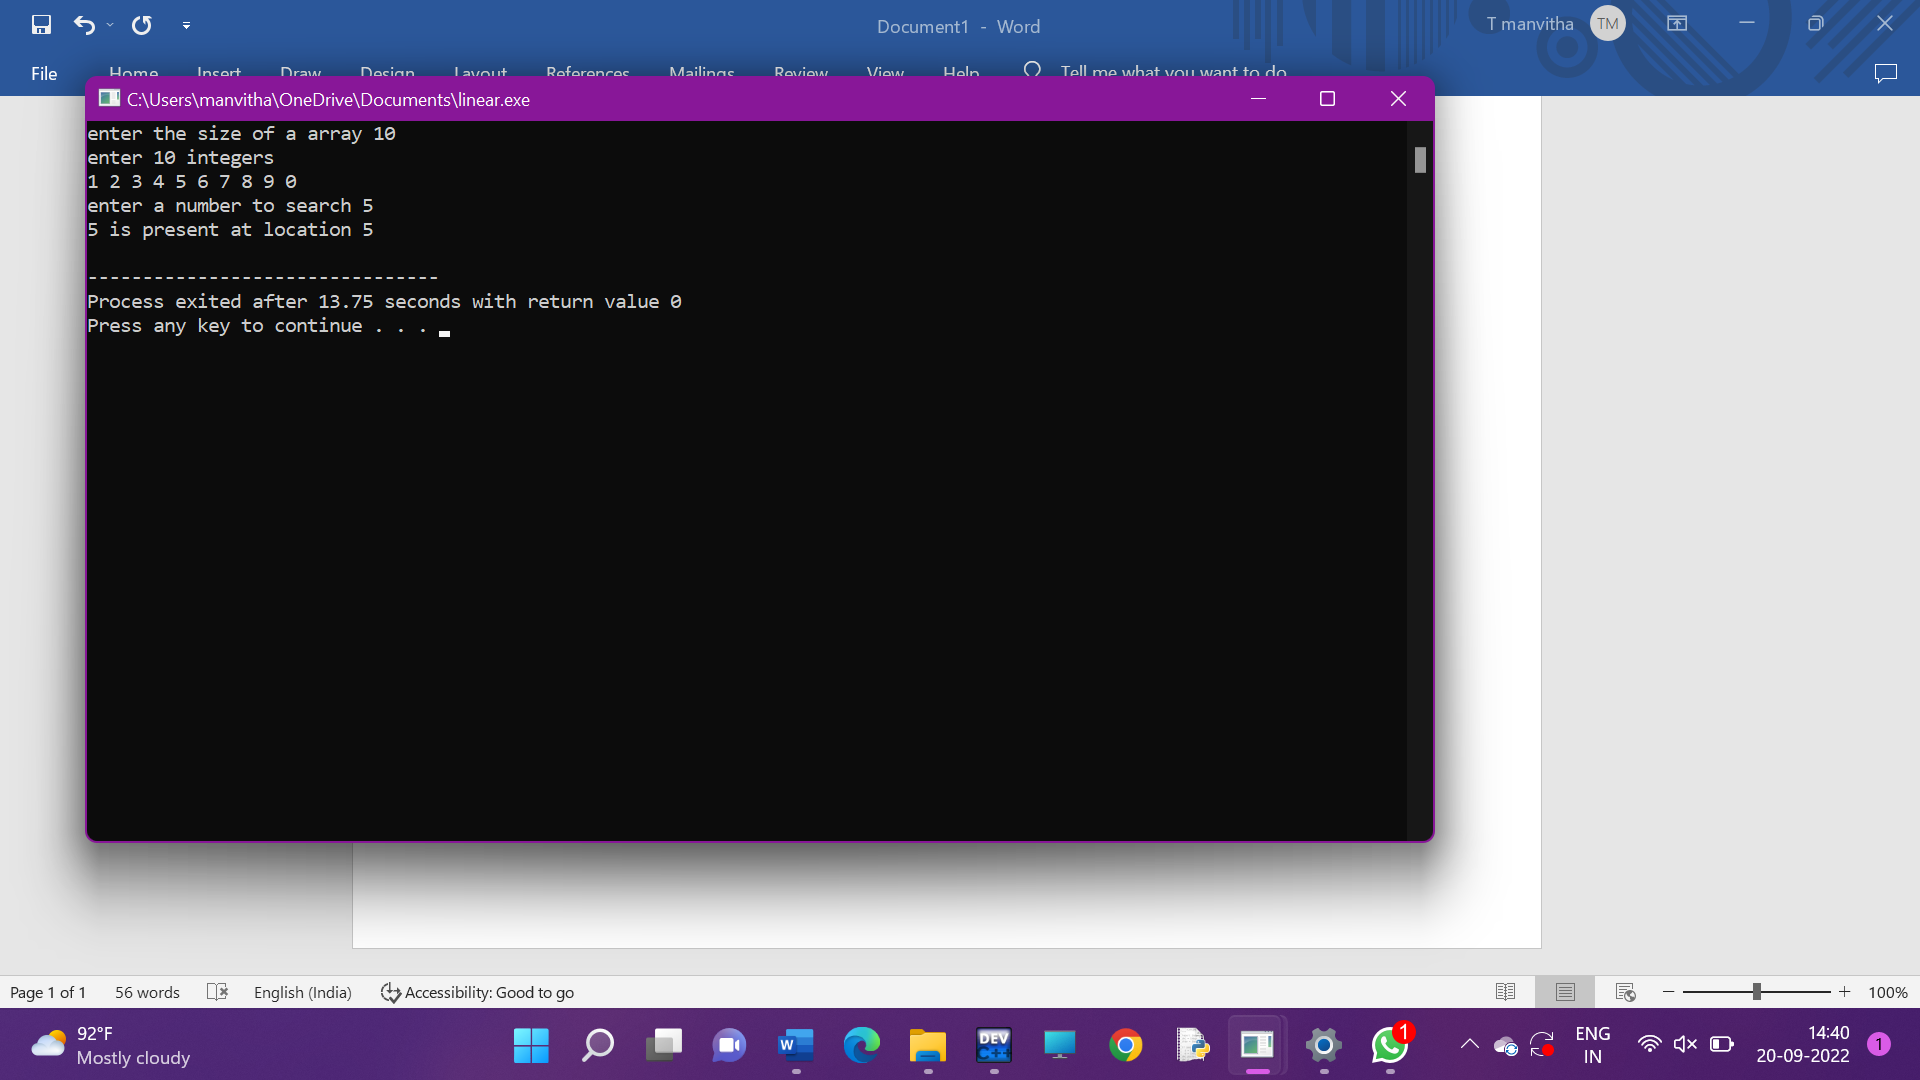 Document1 - Word
T manvitha TM
File Home Insert Draw Design Layout References Mailings Review View Help Tell me what you want to do
C:\Users\manvitha\OneDrive\Documents\linear.exe
enter the size of a array 10
enter 10 integers
1 2 3 4 5 6 7 8 9 0
enter a number to search 5
5 is present at location 5
--------------------------------
Process exited after 13.75 seconds with return value 0
Press any key to continue . . .
Page 1 of 1 56 words English (India) Accessibility: Good to go 100%
92°F
Mostly cloudy
W
DEV
C++
1
ENG
IN
14:40
20-09-2022
1